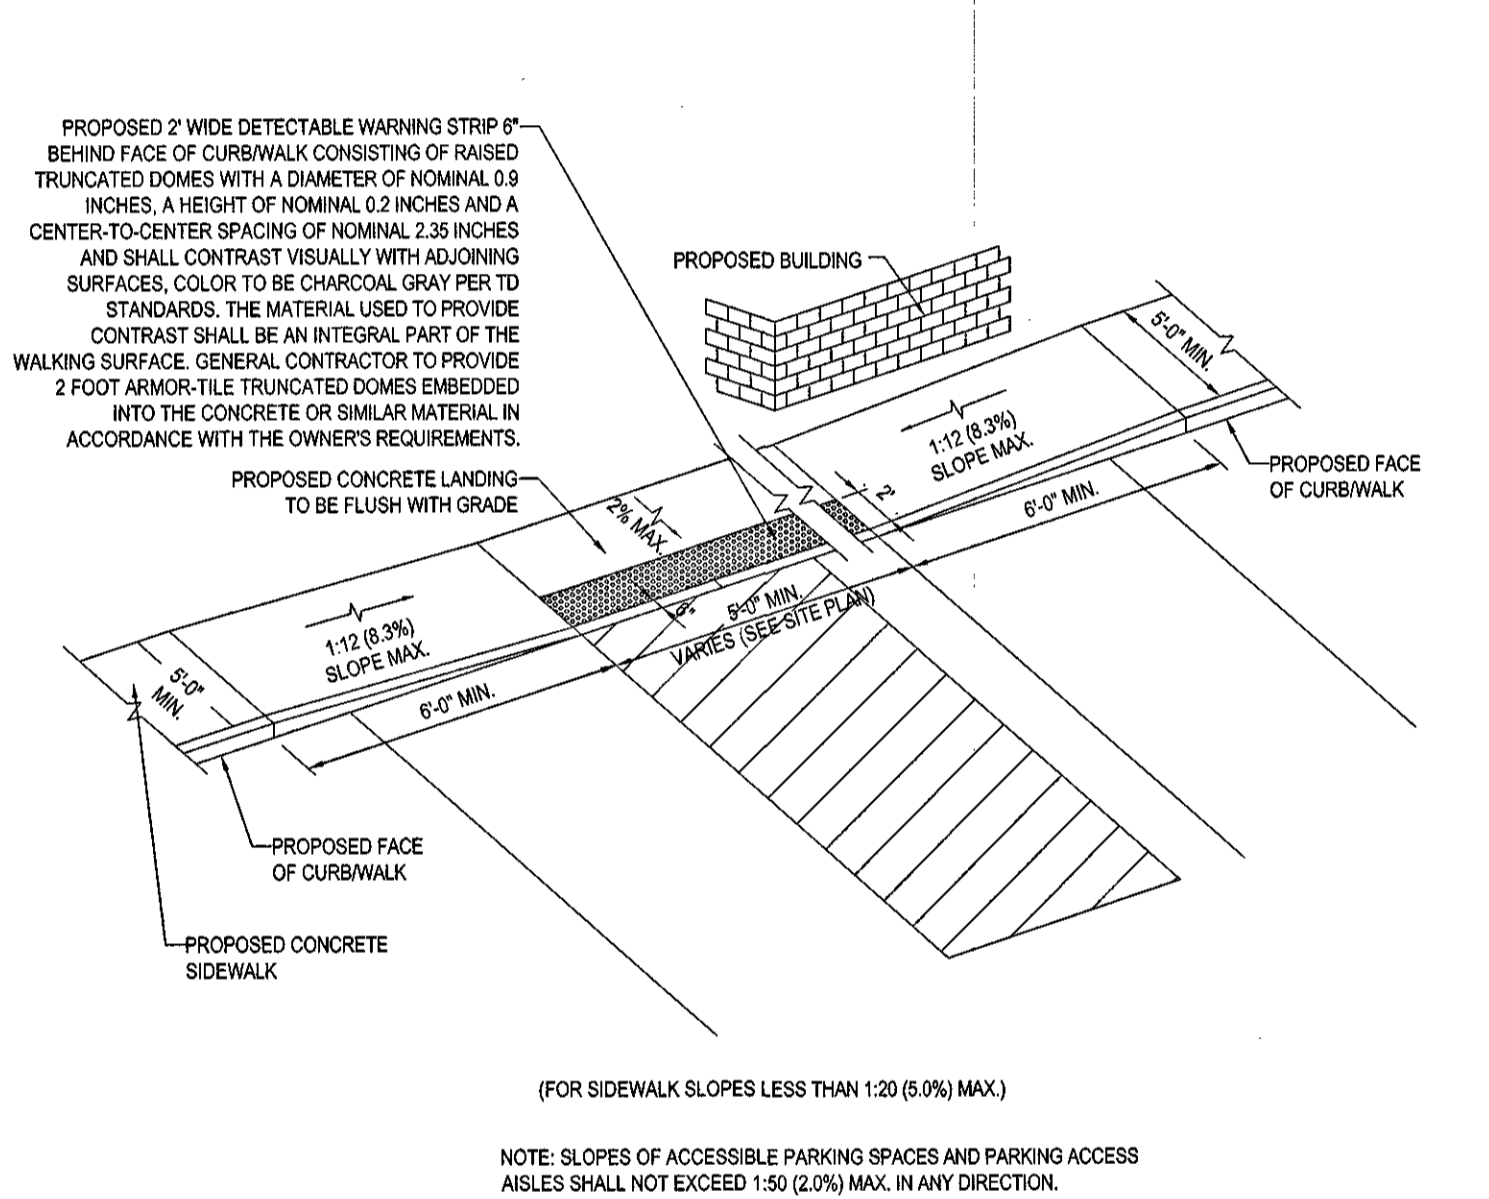 PROPOSED 2' WIDE DETECTABLE WARNING STRIP 6"
BEHIND FACE OF CURB/WALK CONSISTING OF RAISED
TRUNCATED DOMES WITH A DIAMETER OF NOMINAL 0.9
INCHES, A HEIGHT OF NOMINAL 0.2 INCHES AND A
CENTER-TO-CENTER SPACING OF NOMINAL 2.35 INCHES
AND SHALL CONTRAST VISUALLY WITH ADJOINING
SURFACES, COLOR TO BE CHARCOAL GRAY PER TD
STANDARDS. THE MATERIAL USED TO PROVIDE
CONTRAST SHALL BE AN INTEGRAL PART OF THE
WALKING SURFACE. GENERAL CONTRACTOR TO PROVIDE
2 FOOT ARMOR-TILE TRUNCATED DOMES EMBEDDED
INTO THE CONCRETE OR SIMILAR MATERIAL IN
ACCORDANCE WITH THE OWNER'S REQUIREMENTS.
PROPOSED BUILDING
5'-0" MIN.
1:12 (8.3%)
SLOPE MAX.
PROPOSED FACE
OF CURB/WALK
PROPOSED CONCRETE LANDING
TO BE FLUSH WITH GRADE
2% MAX.
2'
6'-0" MIN.
6"
5'-0" MIN.
VARIES (SEE SITE PLAN)
1:12 (8.3%)
SLOPE MAX.
5'-0"
MIN.
6'-0" MIN.
PROPOSED FACE
OF CURB/WALK
PROPOSED CONCRETE
SIDEWALK
(FOR SIDEWALK SLOPES LESS THAN 1:20 (5.0%) MAX.)
NOTE: SLOPES OF ACCESSIBLE PARKING SPACES AND PARKING ACCESS
AISLES SHALL NOT EXCEED 1:50 (2.0%) MAX. IN ANY DIRECTION.